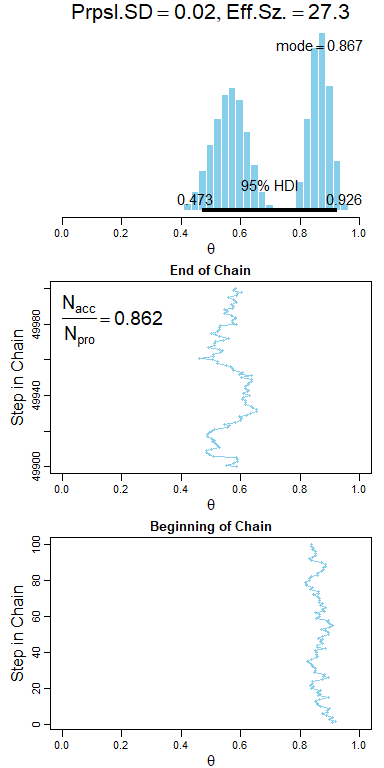 Prpsl.SD = 0.02, Eff.Sz. = 27.3
mode = 0.867
95% HDI
0.473 0.926
0.0 0.2 0.4 0.6 0.8 1.0
θ
End of Chain
Step in Chain
49900 49940 49980
Nacc
Npro
= 0.862
0.0 0.2 0.4 0.6 0.8 1.0
θ
Beginning of Chain
Step in Chain
0 20 40 60 80 100
0.0 0.2 0.4 0.6 0.8 1.0
θ